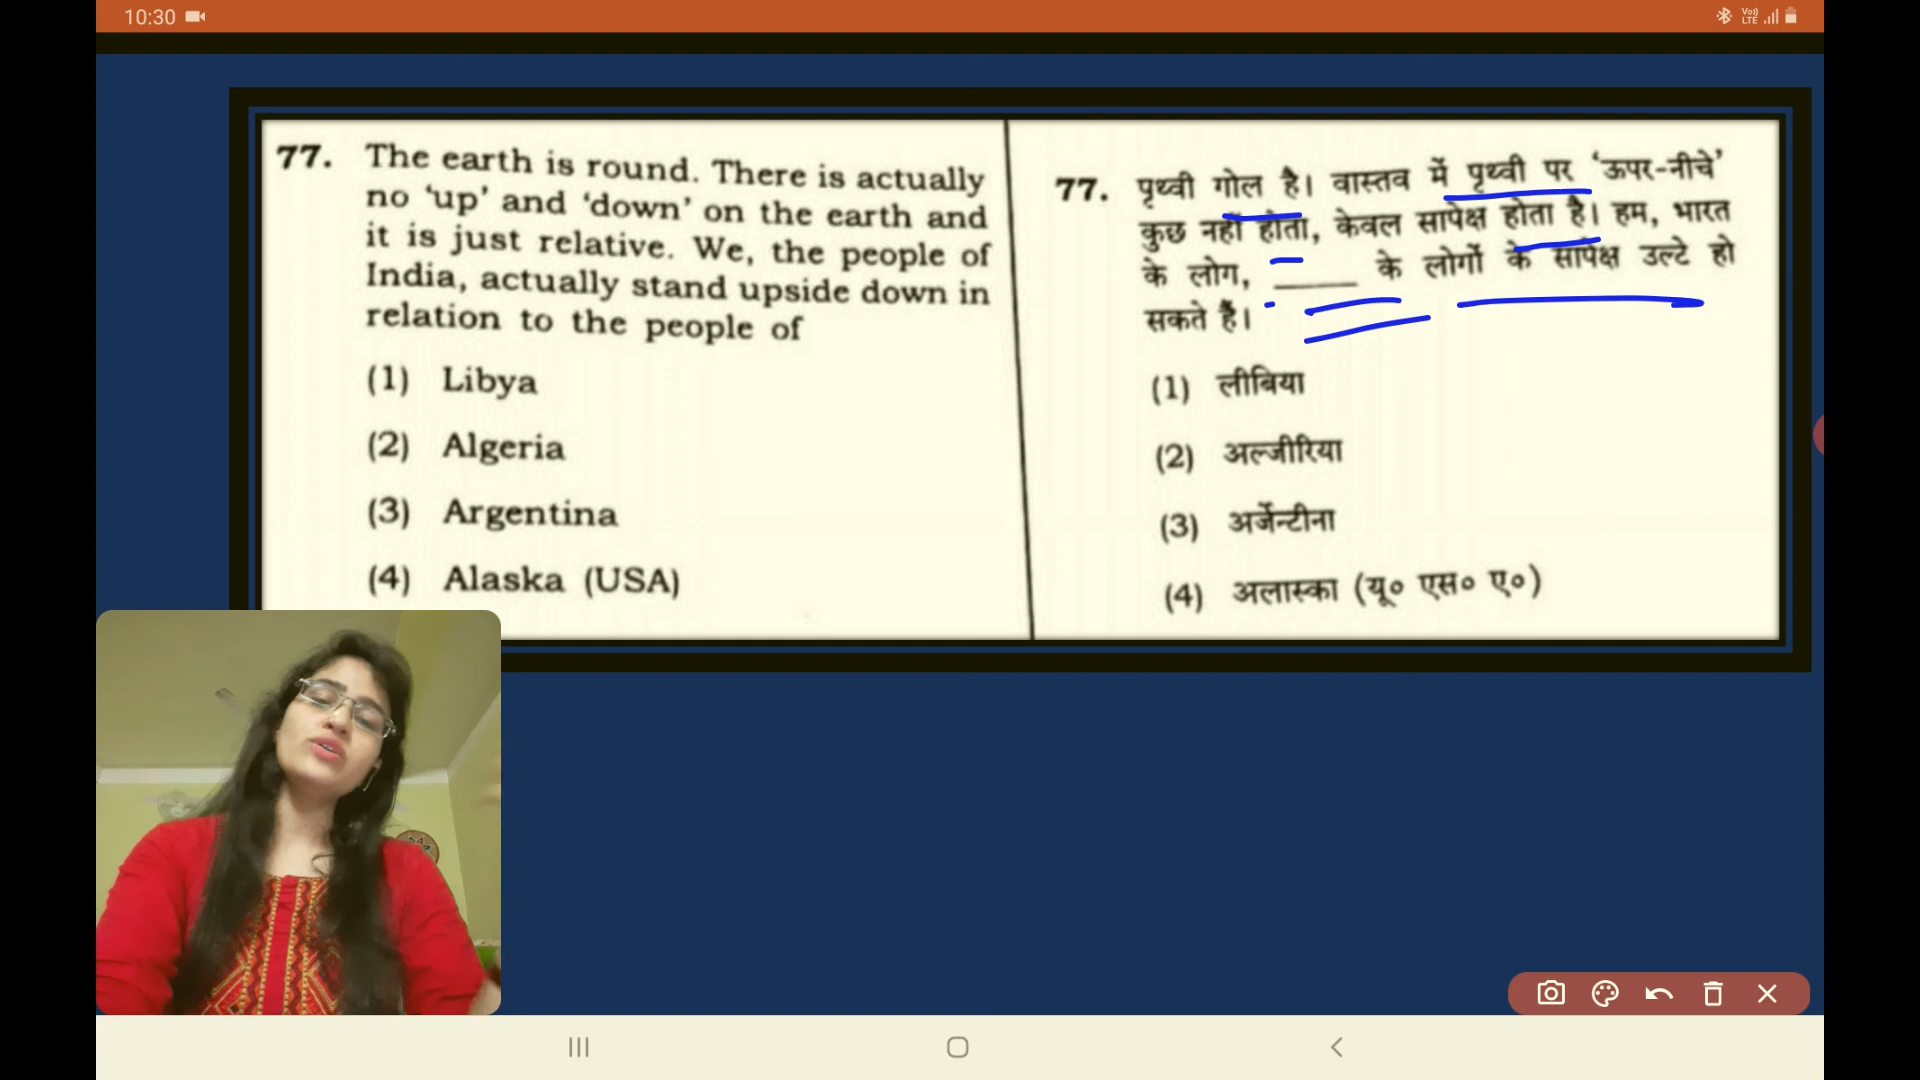 10:30
Vo)) LTE
77. The earth is round. There is actually
no ‘up’ and ‘down’ on the earth and
it is just relative. We, the people of
India, actually stand upside down in
relation to the people of
(1) Libya
(2) Algeria
(3) Argentina
(4) Alaska (USA)
77. पृथ्वी गोल है। वास्तव में पृथ्वी पर ‘ऊपर-नीचे’
कुछ नहीं होता, केवल सापेक्ष होता है। हम, भारत
के लोग, _____ के लोगों के सापेक्ष उल्टे हो
सकते हैं।
(1) लीबिया
(2) अल्जीरिया
(3) अर्जेन्टीना
(4) अलास्का (यू० एस० ए०)